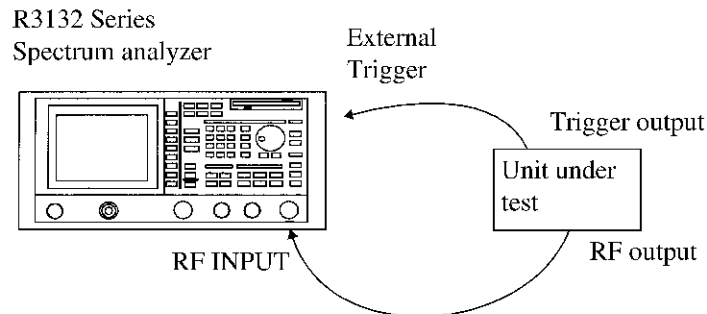 R3132 Series
Spectrum analyzer
External
Trigger
Trigger output
Unit under
test
RF output
RF INPUT